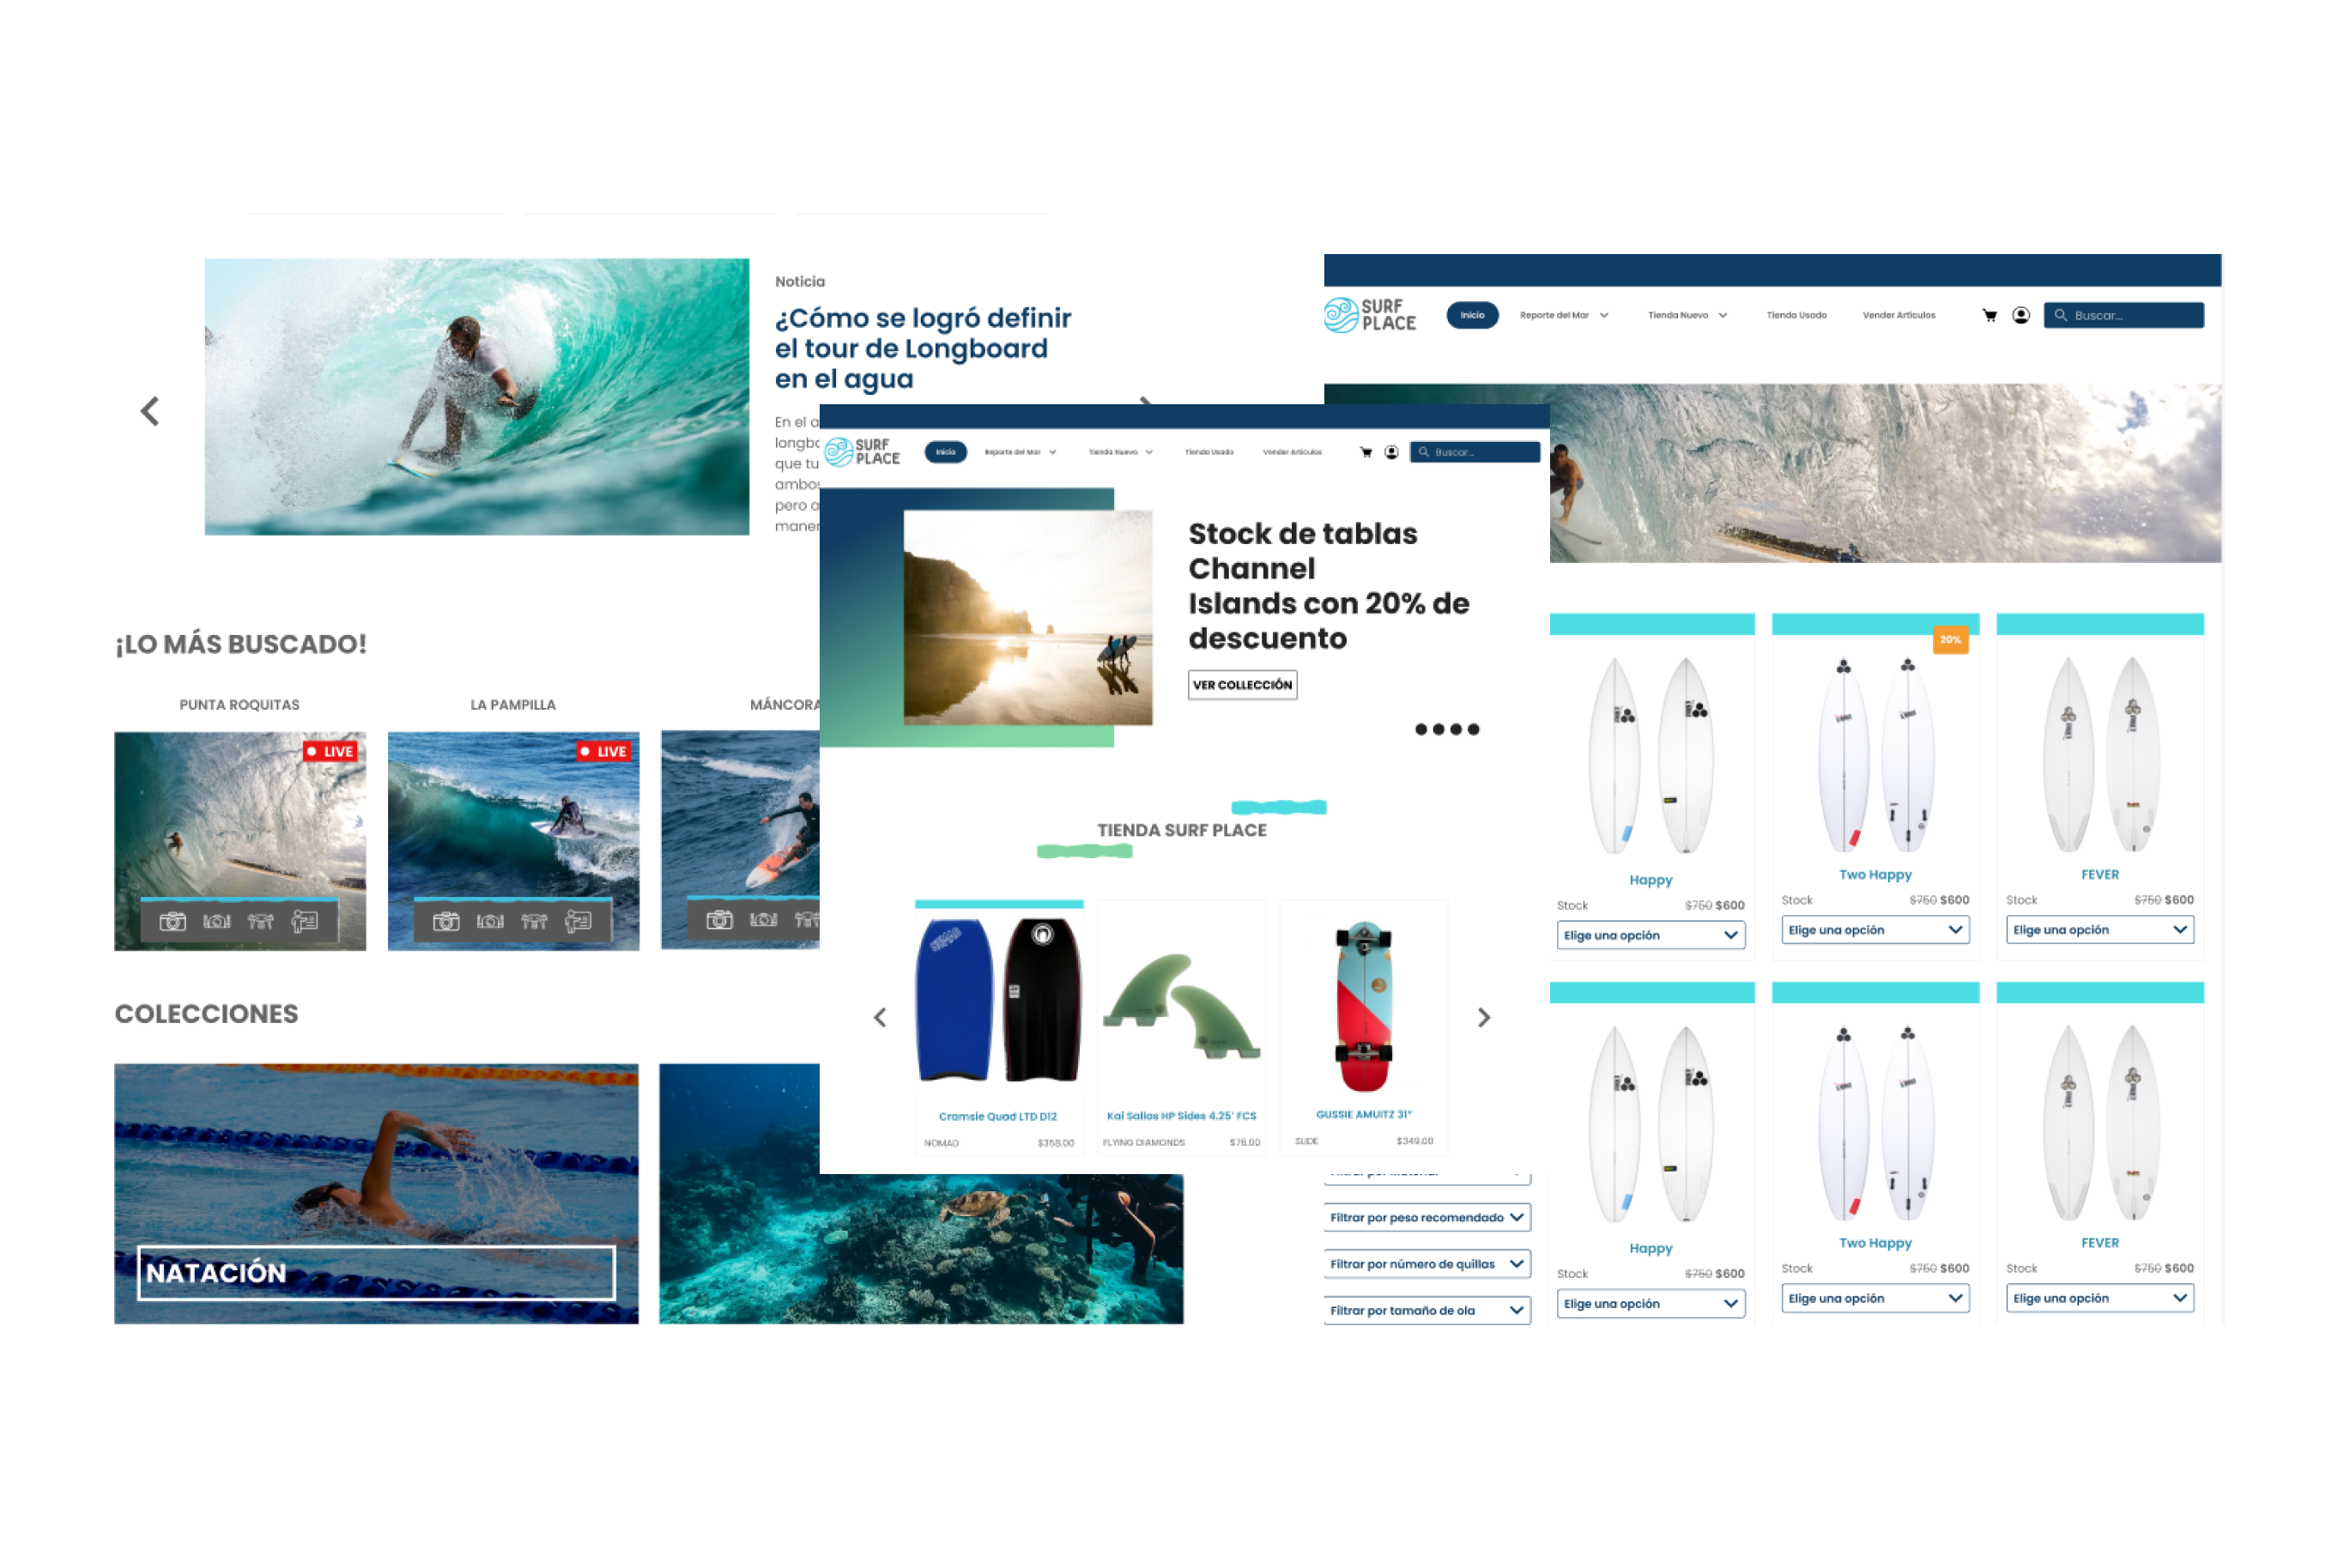 Noticia
¿Cómo se logró definir
el tour de Longboard
en el agua
En el a
longbo
que tu
ambos
pero a
maner
¡LO MÁS BUSCADO!
PUNTA ROQUITAS
LA PAMPILLA
MÁNCORA
LIVE
LIVE
COLECCIONES
NATACIÓN
SURF
PLACE
Inicio
Reporte del Mar
Tienda Nuevo
Tienda Usado
Vender Artículos
Buscar...
Stock de tablas
Channel
Islands con 20% de
descuento
VER COLLECCIÓN
TIENDA SURF PLACE
NOMAD
Cramsie Quad LTD D12
NOMAD $358.00
Kai Sallas HP Sides 4.25' FCS
FLYING DIAMONDS $76.00
GUSSIE AMUITZ 31"
SLIDE $349.00
SURF
PLACE
Inicio
Reporte del Mar
Tienda Nuevo
Tienda Usado
Vender Artículos
Buscar...
20%
Happy
Stock $750 $600
Elige una opción
Two Happy
Stock $750 $600
Elige una opción
FEVER
Stock $750 $600
Elige una opción
Filtrar por peso recomendado
Filtrar por número de quillas
Filtrar por tamaño de ola
Happy
Stock $750 $600
Elige una opción
Two Happy
Stock $750 $600
Elige una opción
FEVER
Stock $750 $600
Elige una opción